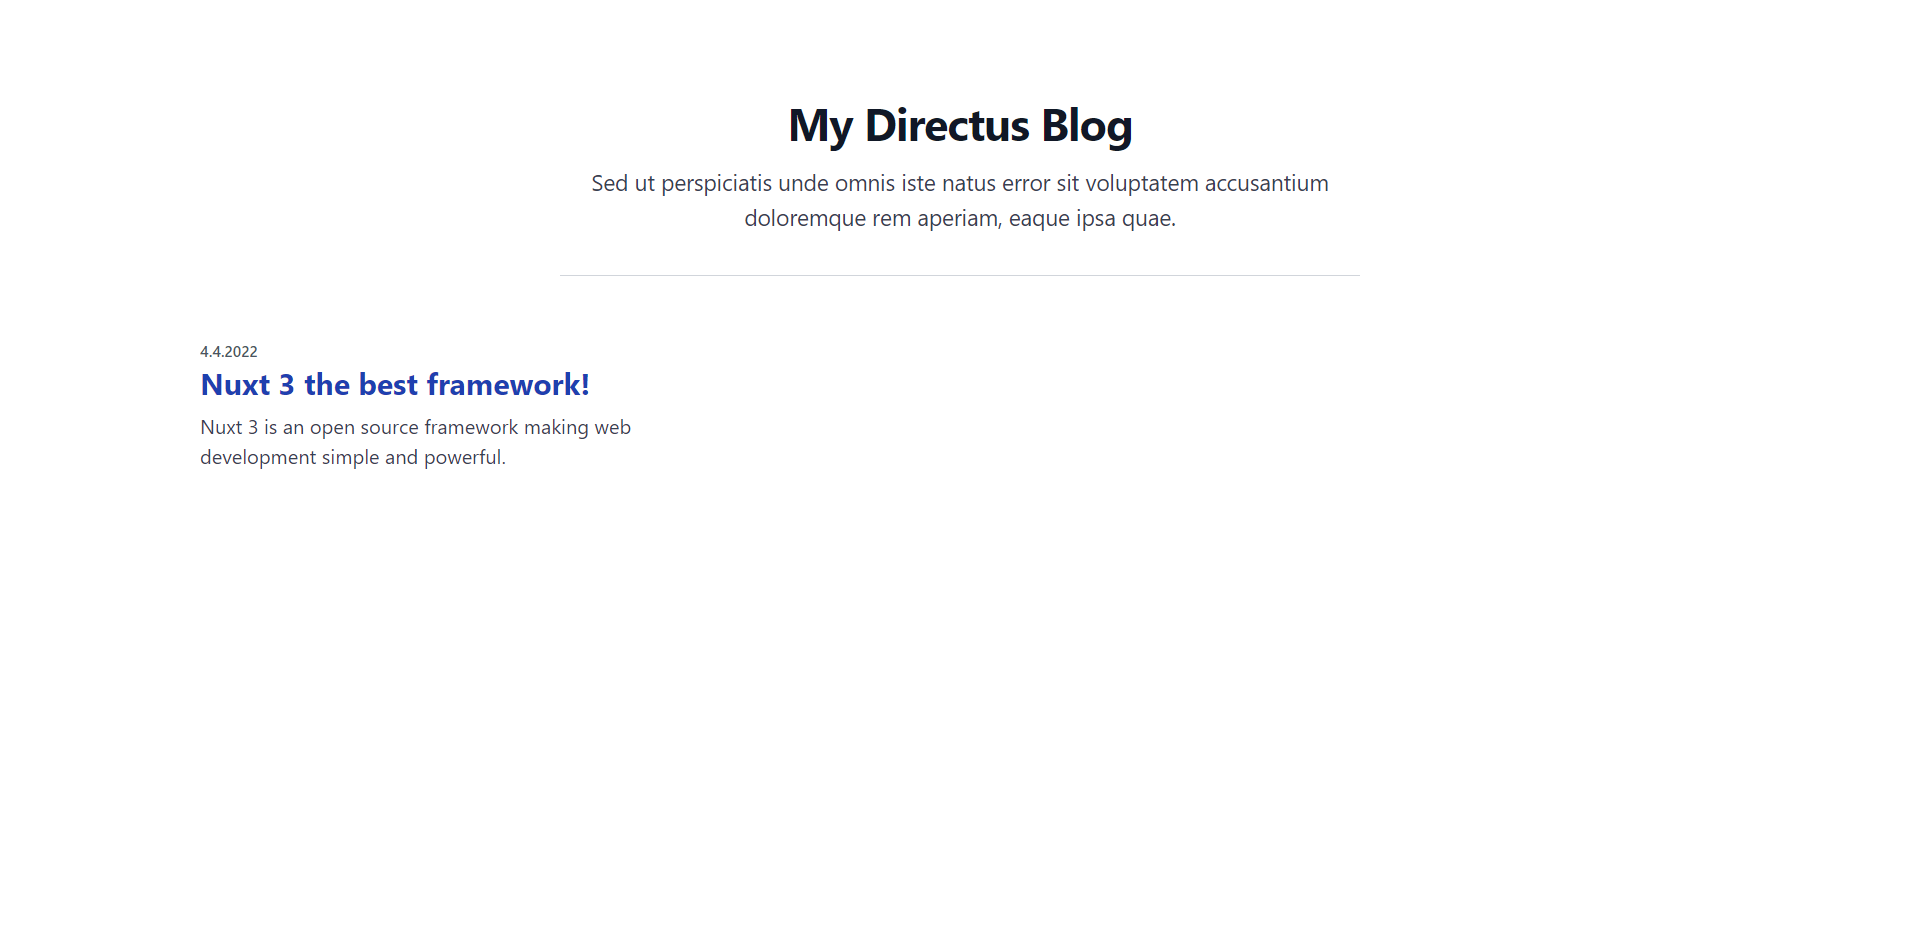 My Directus Blog
Sed ut perspiciatis unde omnis iste natus error sit voluptatem accusantium
doloremque rem aperiam, eaque ipsa quae.
4.4.2022
Nuxt 3 the best framework!
Nuxt 3 is an open source framework making web
development simple and powerful.